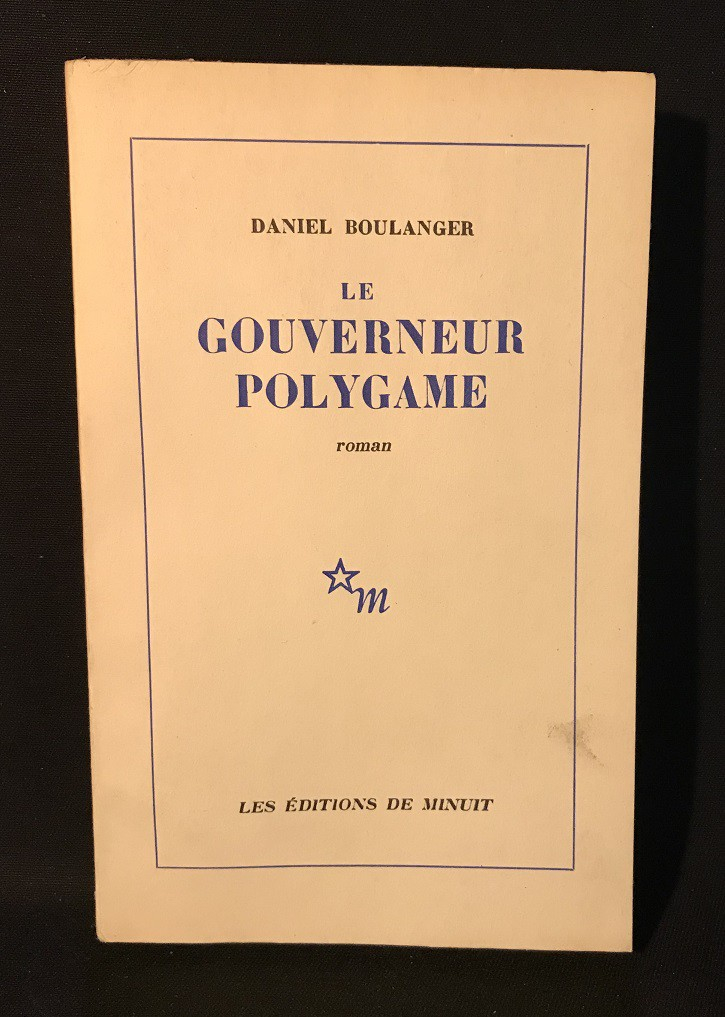 DANIEL BOULANGER
LE
GOUVERNEUR
POLYGAME
roman
m
LES ÉDITIONS DE MINUIT